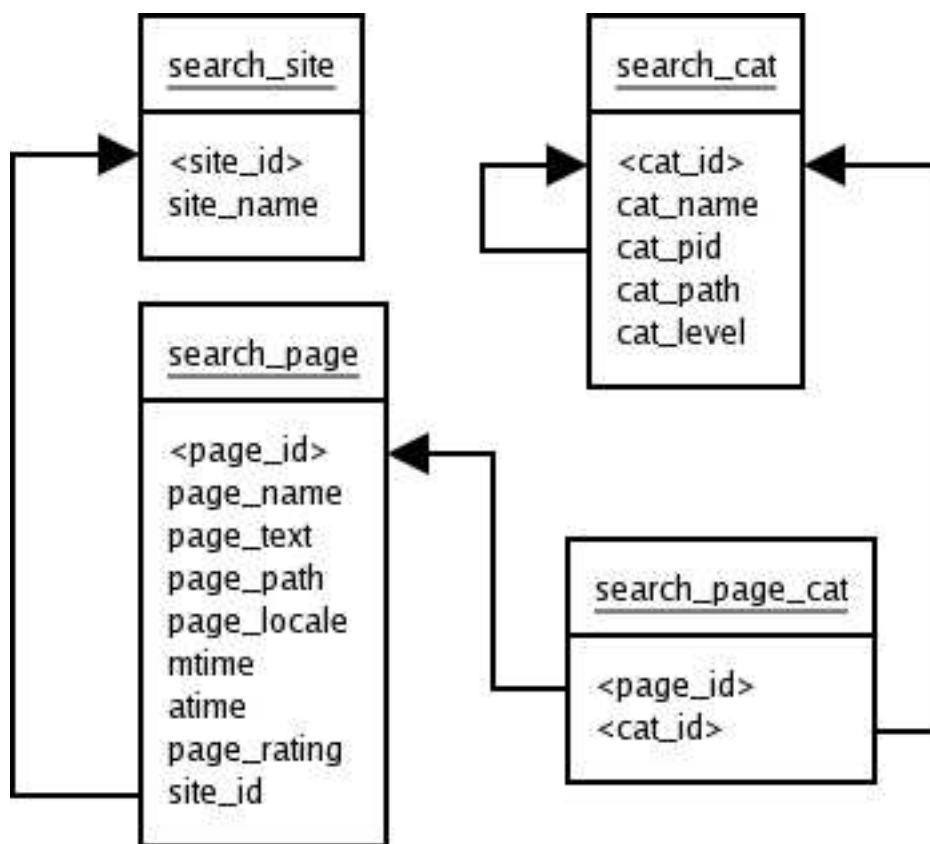 search_site
<site_id>
site_name
search_cat
<cat_id>
cat_name
cat_pid
cat_path
cat_level
search_page
<page_id>
page_name
page_text
page_path
page_locale
mtime
atime
page_rating
site_id
search_page_cat
<page_id>
<cat_id>